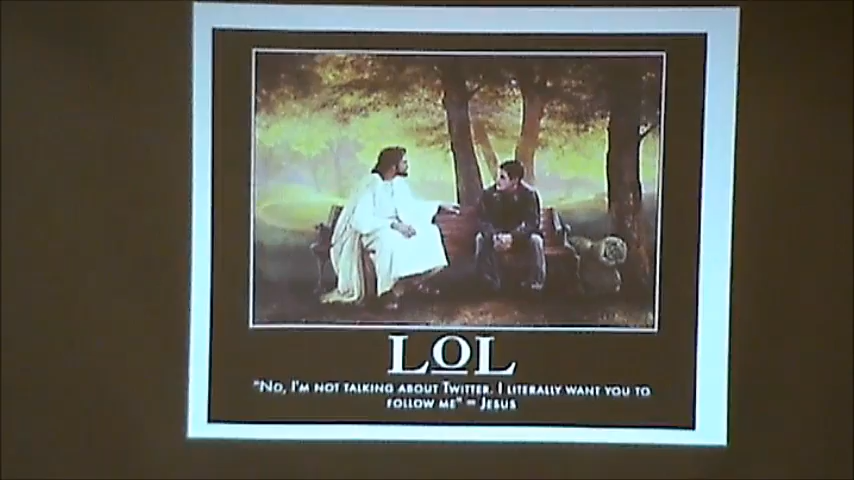 LOL
"No, I'm not talking about Twitter. I literally want you to
follow me" - Jesus